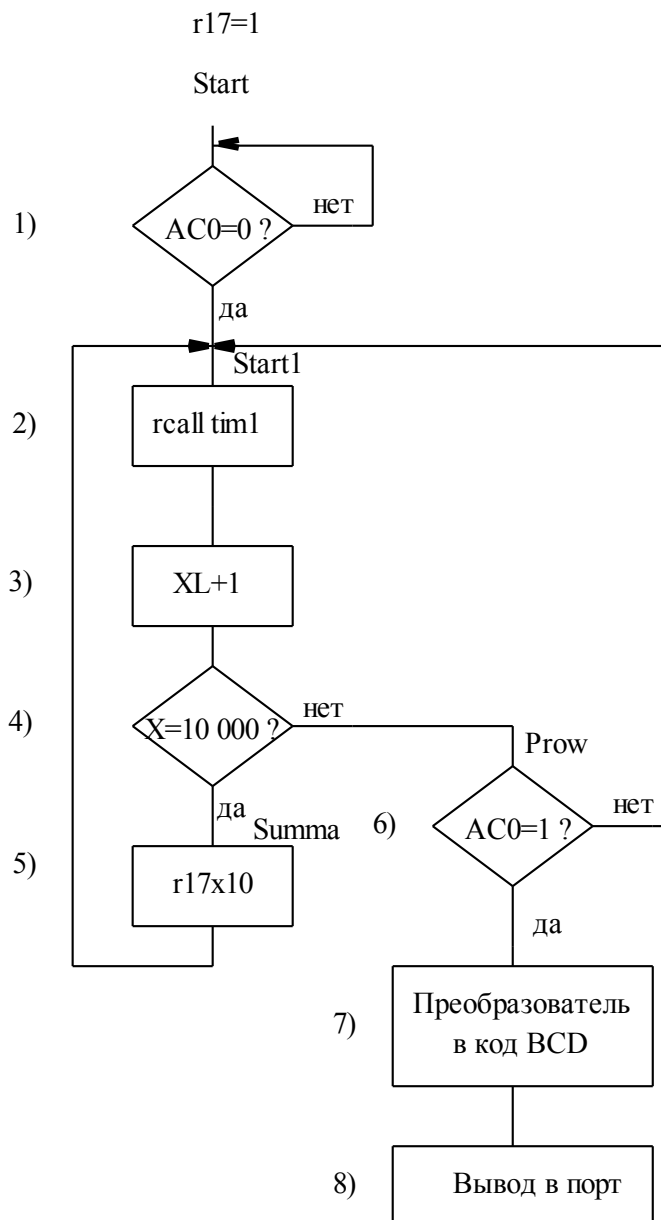 r17=1
Start
1)
AC0=0 ?
нет
да
Start1
2)
rcall tim1
3)
XL+1
4)
X=10 000 ?
нет
Prow
да
Summa
6)
AC0=1 ?
нет
5)
r17x10
да
7)
Преобразователь
в код BCD
8)
Вывод в порт